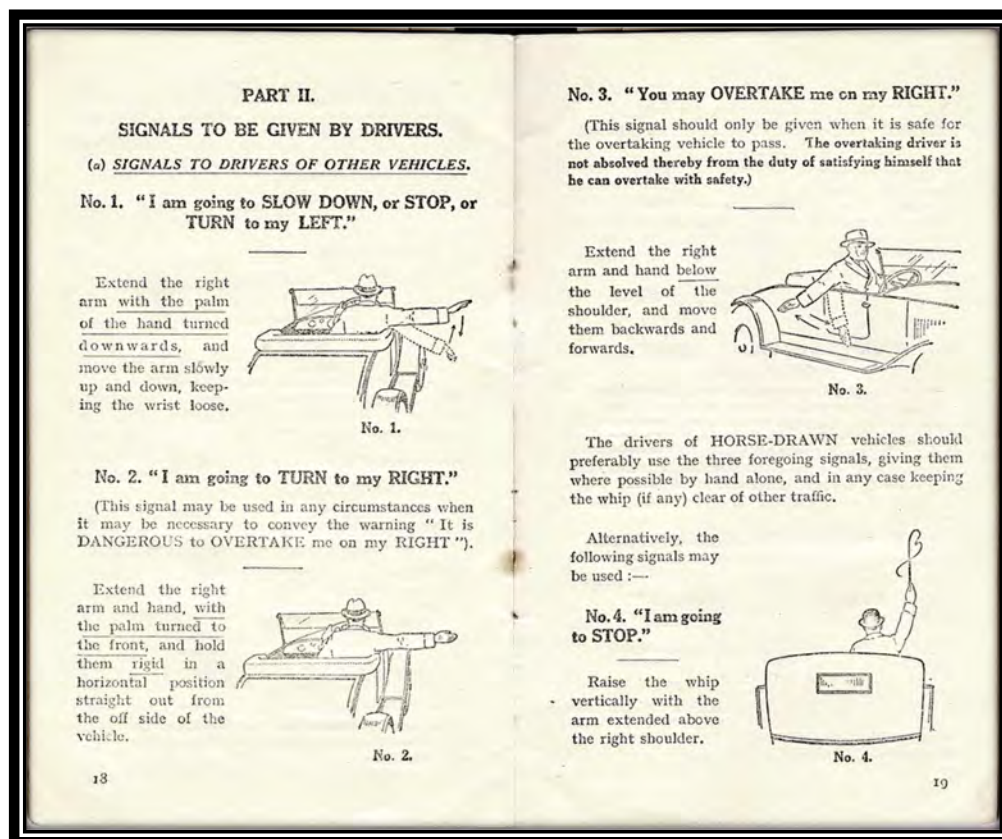 PART II.
SIGNALS TO BE GIVEN BY DRIVERS.
(a) SIGNALS TO DRIVERS OF OTHER VEHICLES.
No. 1. "I am going to SLOW DOWN, or STOP, or
TURN to my LEFT."
Extend the right
arm with the palm
of the hand turned
downwards, and
move the arm slowly
up and down, keep-
ing the wrist loose.
No. 1.
No. 2. "I am going to TURN to my RIGHT."
(This signal may be used in any circumstances when
it may be necessary to convey the warning "It is
DANGEROUS to OVERTAKE me on my RIGHT").
Extend the right
arm and hand, with
the palm turned to
the front, and hold
them rigid in a
horizontal position
straight out from
the off side of the
vehicle.
No. 2.
18
No. 3. "You may OVERTAKE me on my RIGHT."
(This signal should only be given when it is safe for
the overtaking vehicle to pass. The overtaking driver is
not absolved thereby from the duty of satisfying himself that
he can overtake with safety.)
Extend the right
arm and hand below
the level of the
shoulder, and move
them backwards and
forwards.
No. 3.
The drivers of HORSE-DRAWN vehicles should
preferably use the three foregoing signals, giving them
where possible by hand alone, and in any case keeping
the whip (if any) clear of other traffic.
Alternatively, the
following signals may
be used :—
No. 4. "I am going
to STOP."
Raise the whip
vertically with the
arm extended above
the right shoulder.
No. 4.
19